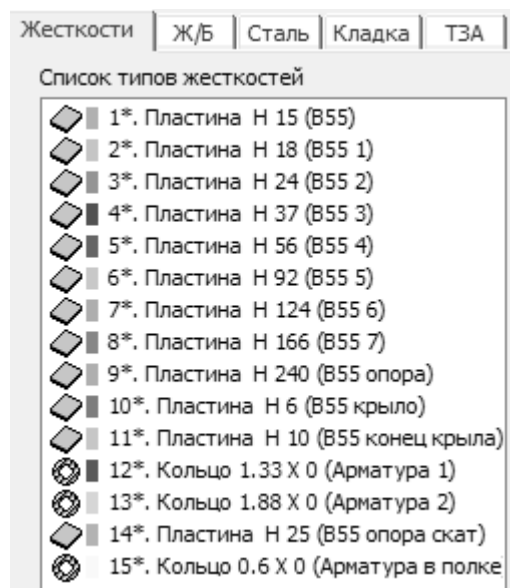 Жесткости Ж/Б Сталь Кладка ТЗА
Список типов жесткостей
1*. Пластина H 15 (B55)
2*. Пластина H 18 (B55 1)
3*. Пластина H 24 (B55 2)
4*. Пластина H 37 (B55 3)
5*. Пластина H 56 (B55 4)
6*. Пластина H 92 (B55 5)
7*. Пластина H 124 (B55 6)
8*. Пластина H 166 (B55 7)
9*. Пластина H 240 (B55 опора)
10*. Пластина H 6 (B55 крыло)
11*. Пластина H 10 (B55 конец крыла)
12*. Кольцо 1.33 X 0 (Арматура 1)
13*. Кольцо 1.88 X 0 (Арматура 2)
14*. Пластина H 25 (B55 опора скат)
15*. Кольцо 0.6 X 0 (Арматура в полке